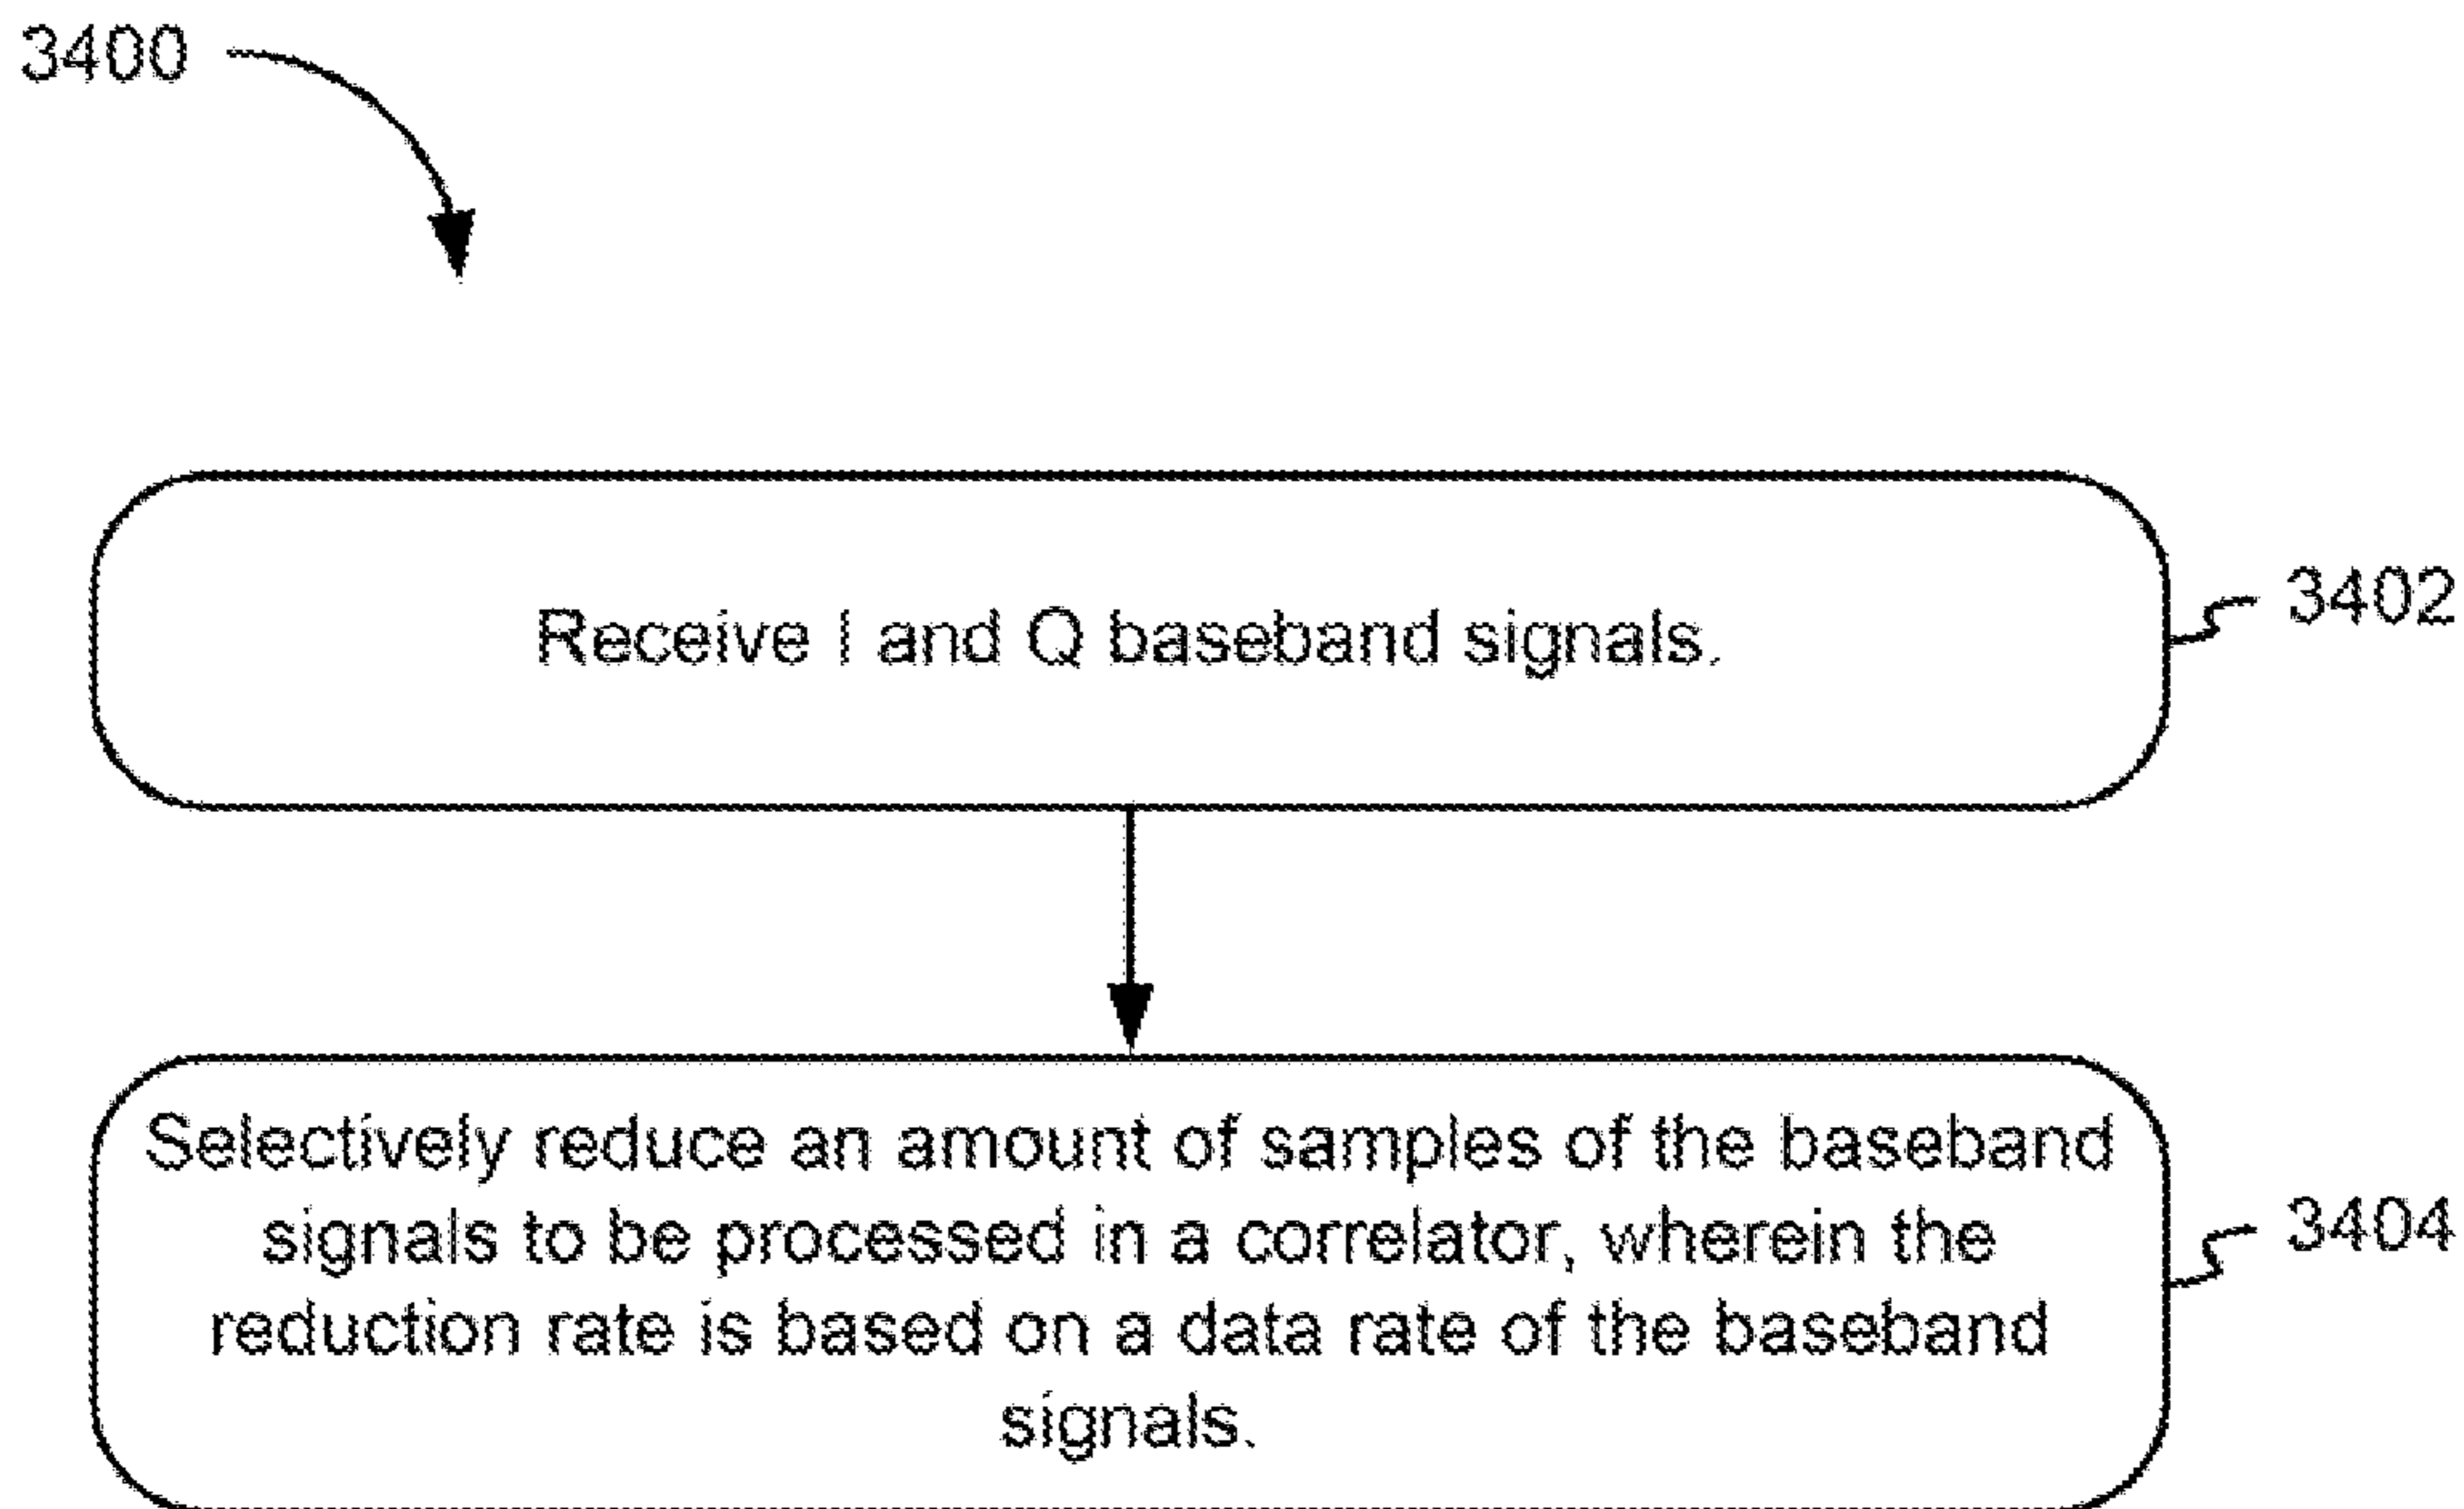 3400
Receive I and Q baseband signals.
3402
Selectively reduce an amount of samples of the baseband
signals to be processed in a correlator, wherein the
reduction rate is based on a data rate of the baseband
signals.
3404